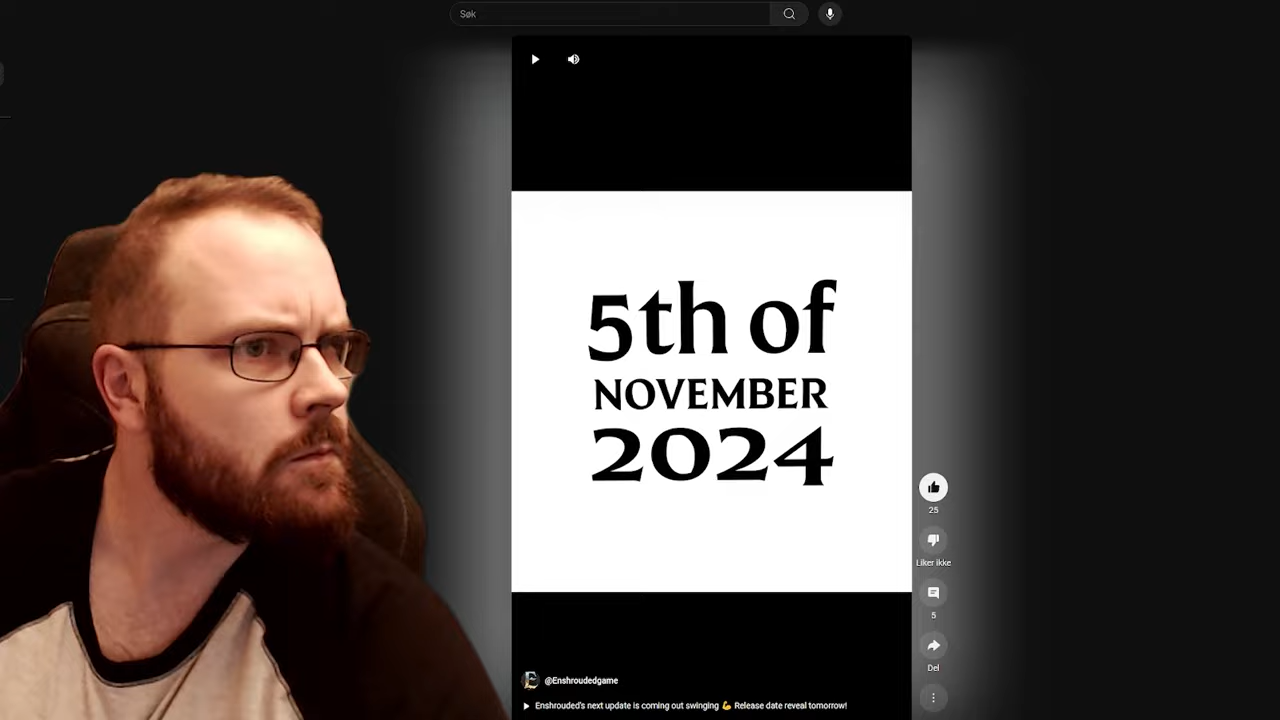 Søk
5th of
NOVEMBER
2024
25
Liker ikke
5
Del
@Enshroudedgame
Enshrouded's next update is coming out swinging 💪 Release date reveal tomorrow!